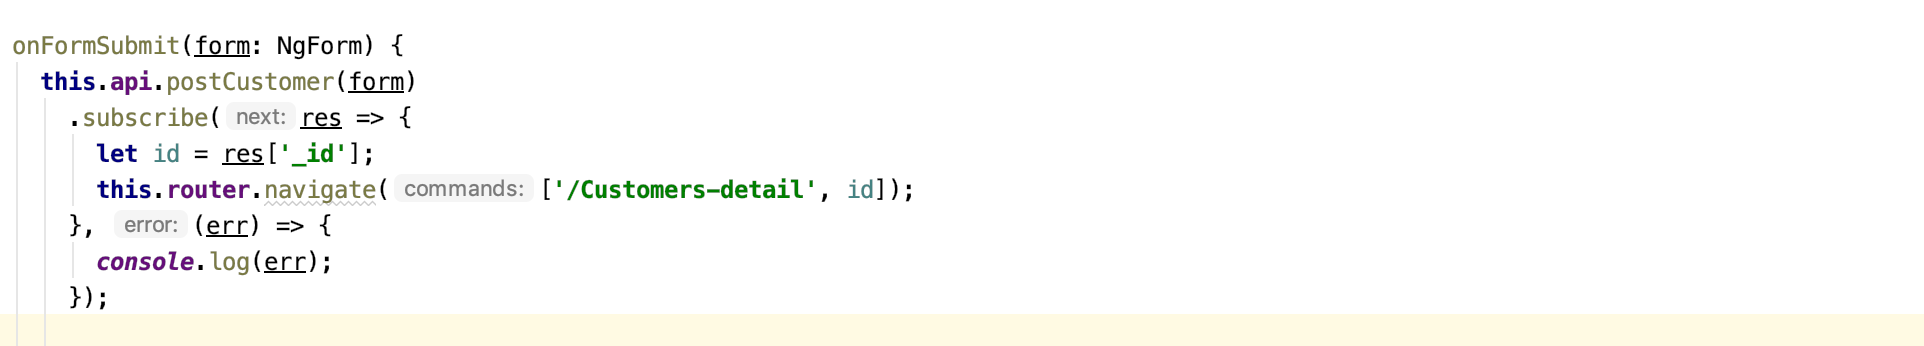 onFormSubmit(form: NgForm) {
this.api.postCustomer(form)
.subscribe( next: res => {
let id = res['_id'];
this.router.navigate( commands: ['/Customers-detail', id]);
}, error: (err) => {
console.log(err);
});